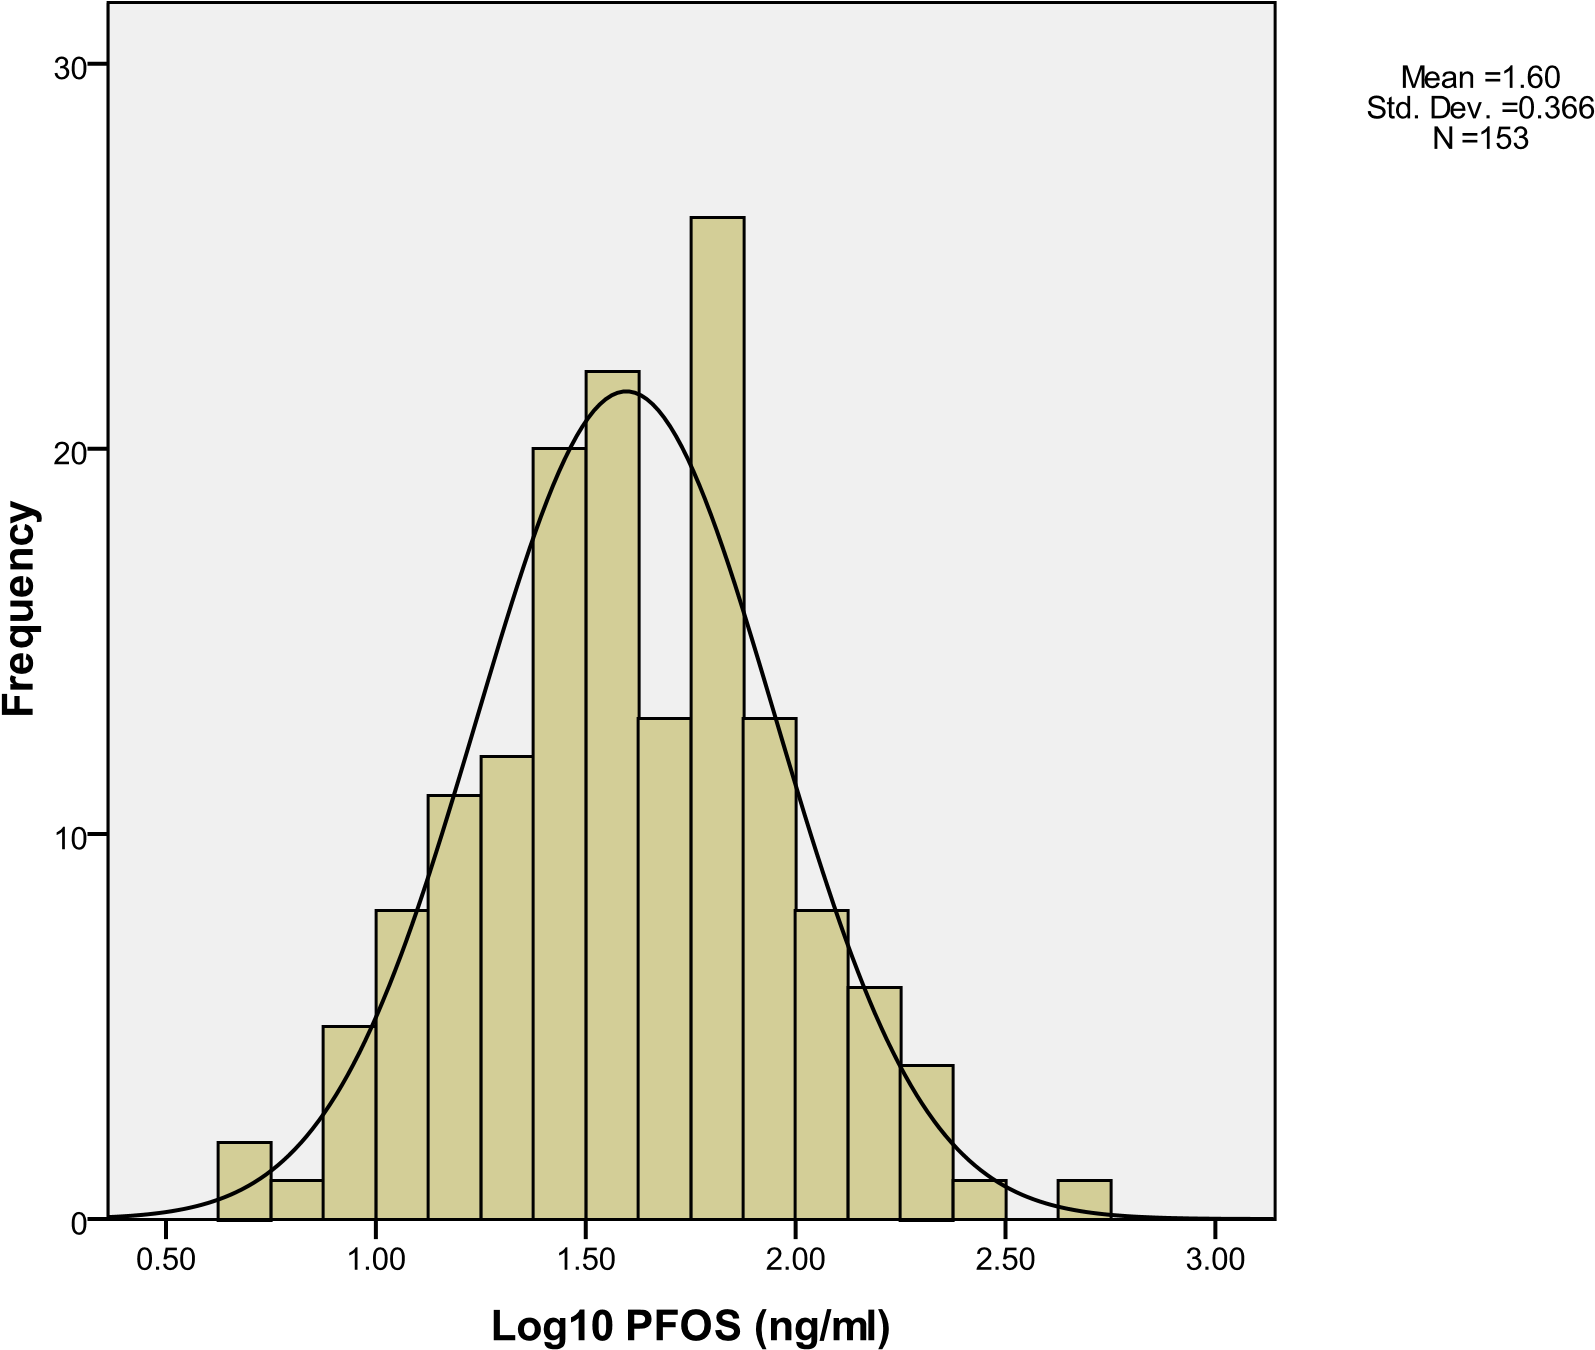 Mean =1.60
Std. Dev. =0.366
N =153
30
20
10
0
Frequency
0.50 1.00 1.50 2.00 2.50 3.00
Log10 PFOS (ng/ml)